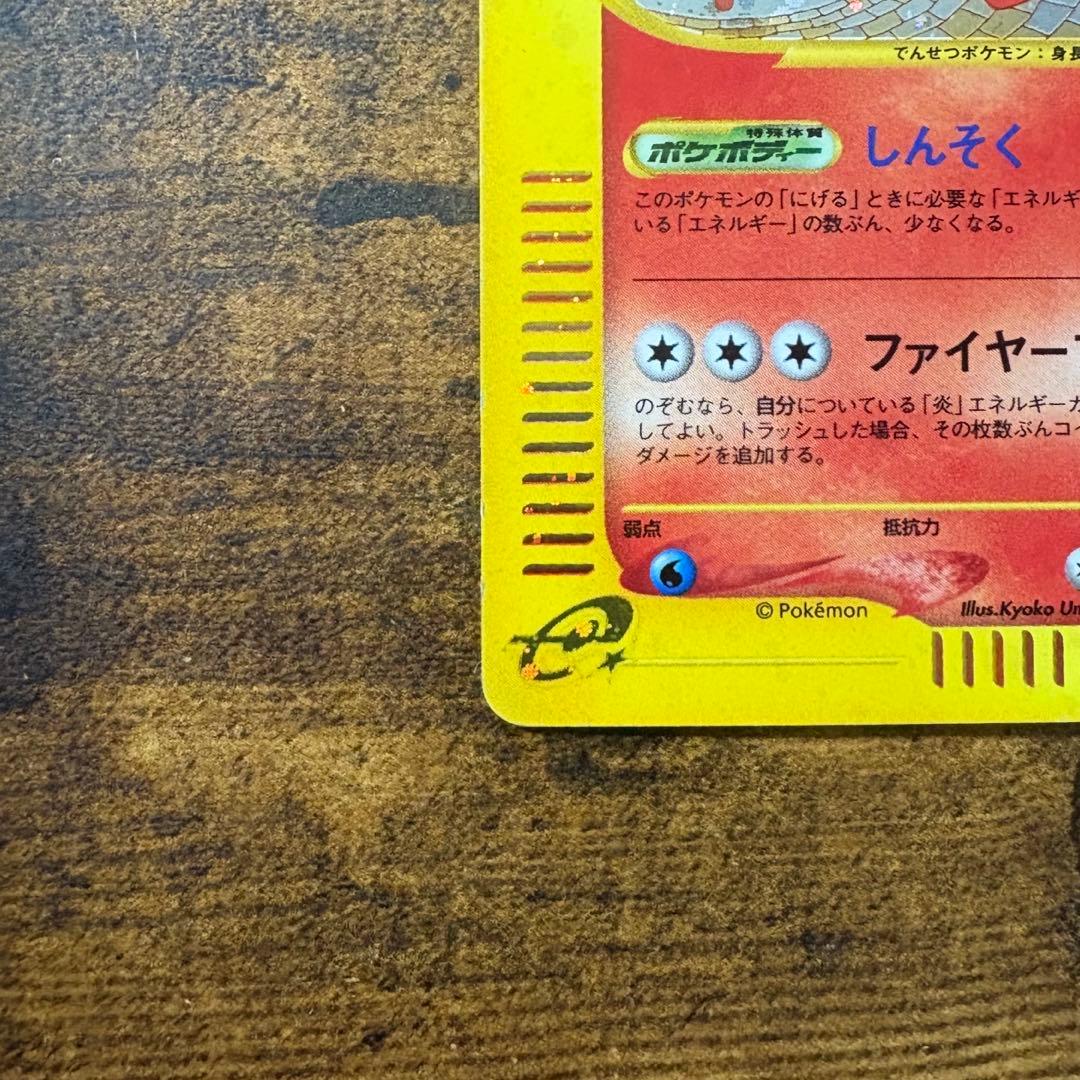 でんせつポケモン：身長
特殊体質
ポケボディー しんそく
このポケモンの「にげる」ときに必要な「エネルギ
いる「エネルギー」の数ぶん、少なくなる。
ファイヤー
のぞむなら、自分についている「炎」エネルギーカ
してよい。トラッシュした場合、その枚数ぶんコイ
ダメージを追加する。
弱点 抵抗力
© Pokémon Illus.Kyoko Um
e